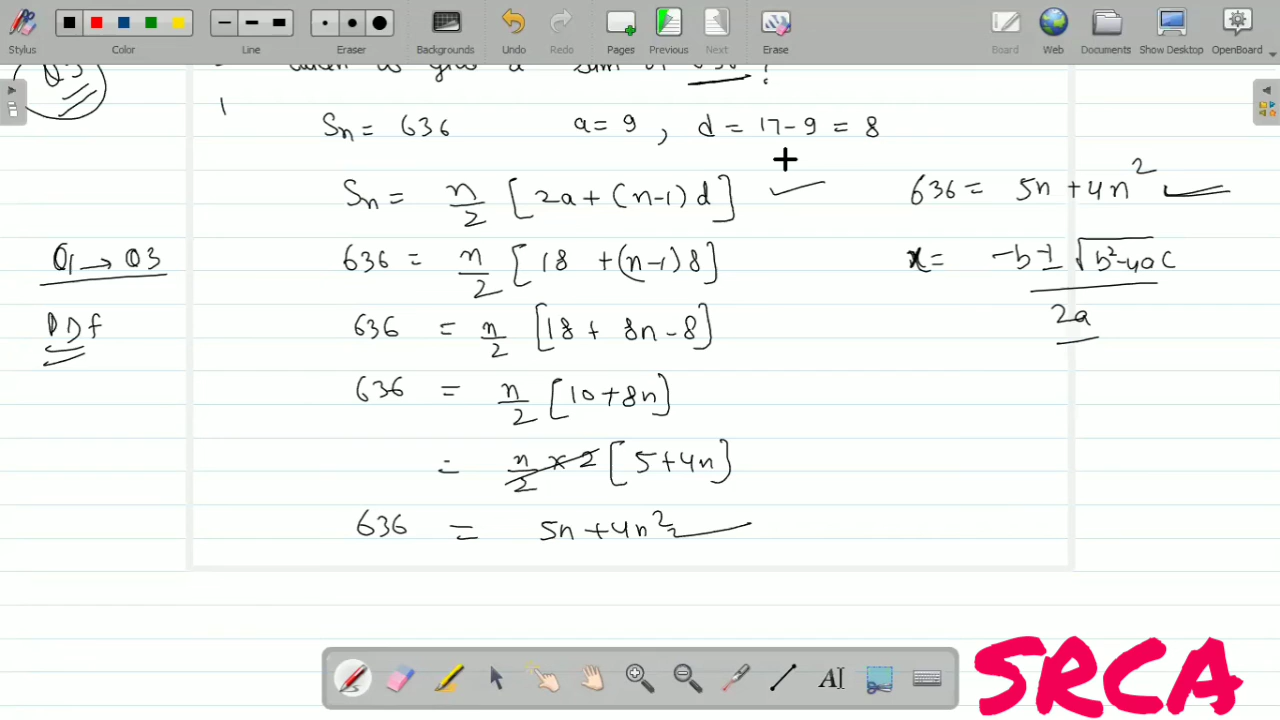 Stylus
Color
Line
Eraser
Backgrounds
Undo
Redo
Pages
Previous
Next
Erase
Board
Web
Documents
Show Desktop
OpenBoard
Q3
Sn = 636 a = 9 , d = 17-9 = 8
Sn = n/2 [2a+(n-1)d]
636 = n/2 [18 +(n-1)8]
636 = n/2 [18+ 8n-8]
636 = n/2 [10+8n]
= n/2 x 2 [5+4n]
636 = 5n+4n²
636 = 5n+4n²
x = -b± √b²-4ac
2a
Q1 → Q3
PDf
SRCA